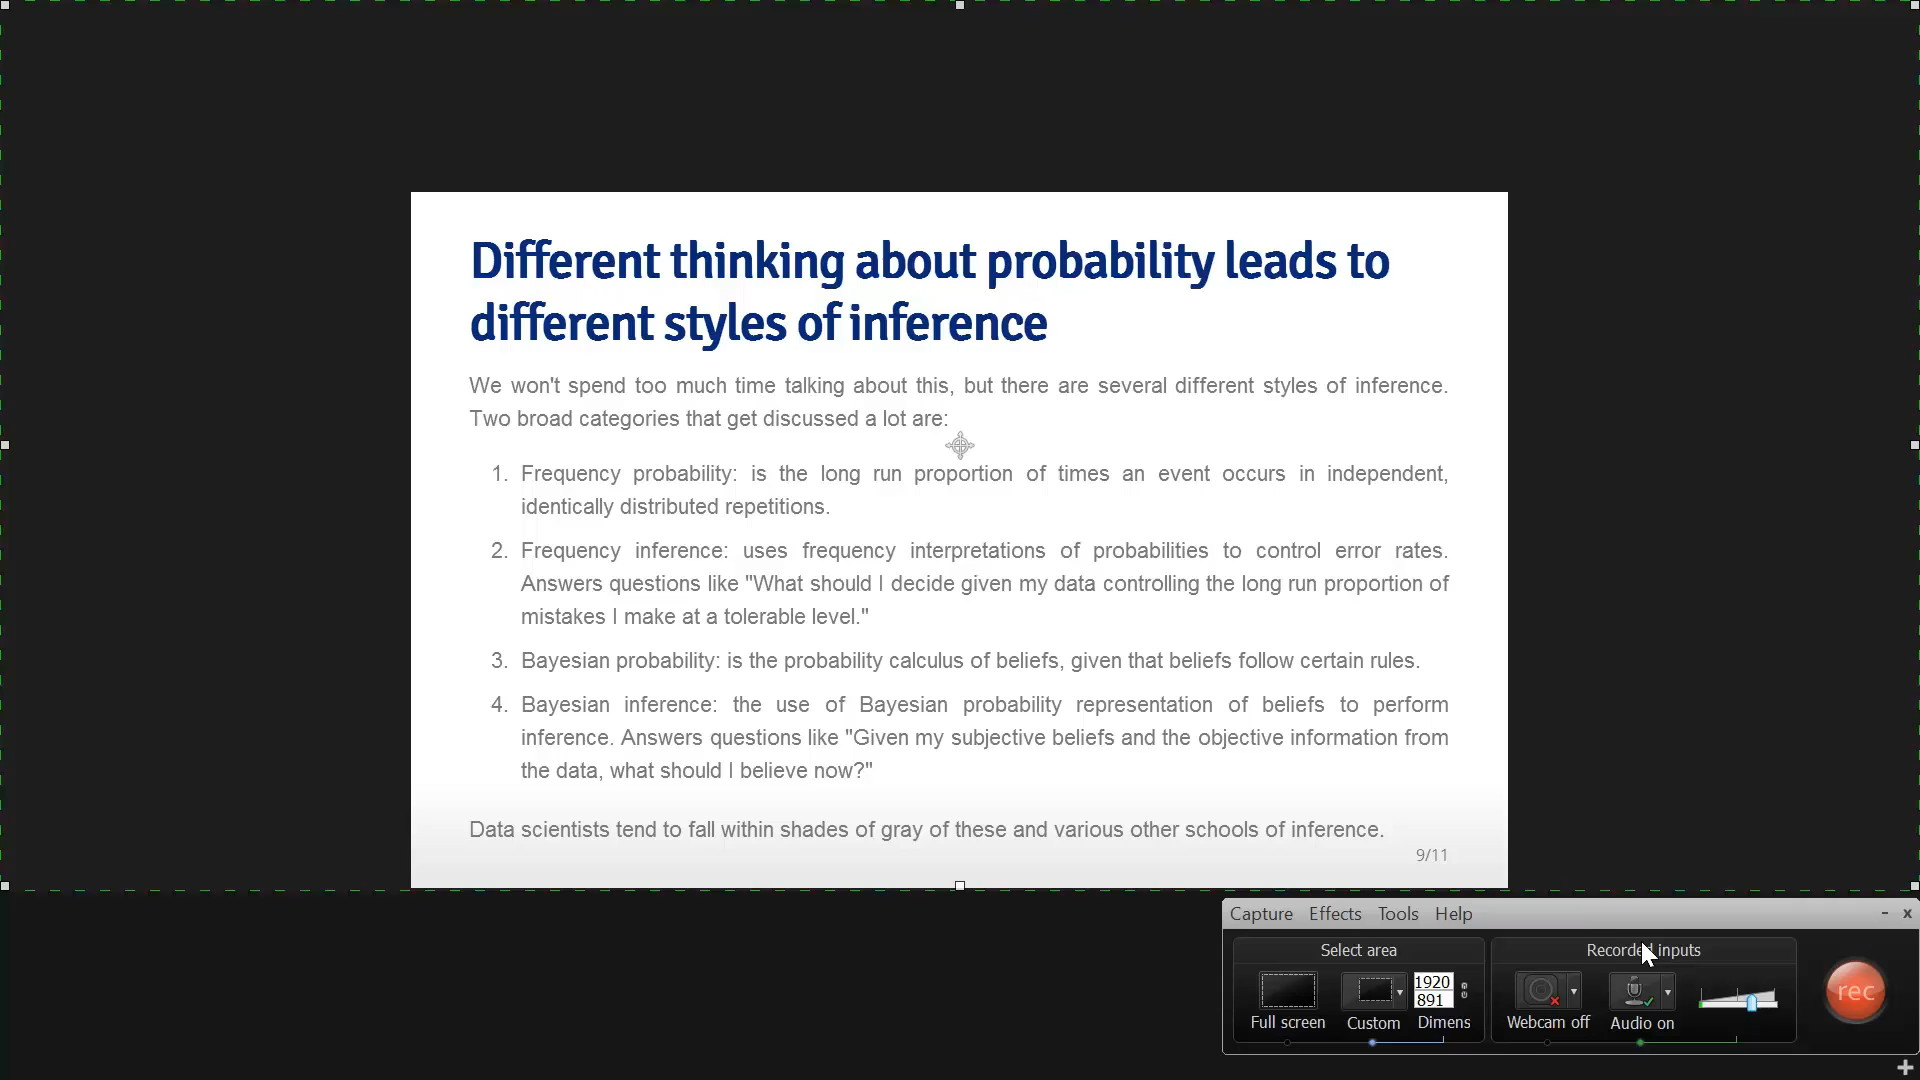 Different thinking about probability leads to
different styles of inference
We won't spend too much time talking about this, but there are several different styles of inference.
Two broad categories that get discussed a lot are:
1. Frequency probability: is the long run proportion of times an event occurs in independent,
identically distributed repetitions.
2. Frequency inference: uses frequency interpretations of probabilities to control error rates.
Answers questions like "What should I decide given my data controlling the long run proportion of
mistakes I make at a tolerable level."
3. Bayesian probability: is the probability calculus of beliefs, given that beliefs follow certain rules.
4. Bayesian inference: the use of Bayesian probability representation of beliefs to perform
inference. Answers questions like "Given my subjective beliefs and the objective information from
the data, what should I believe now?"
Data scientists tend to fall within shades of gray of these and various other schools of inference.
9/11
Capture Effects Tools Help
Select area
Recorded inputs
1920
891
rec
Full screen Custom Dimens
Webcam off Audio on